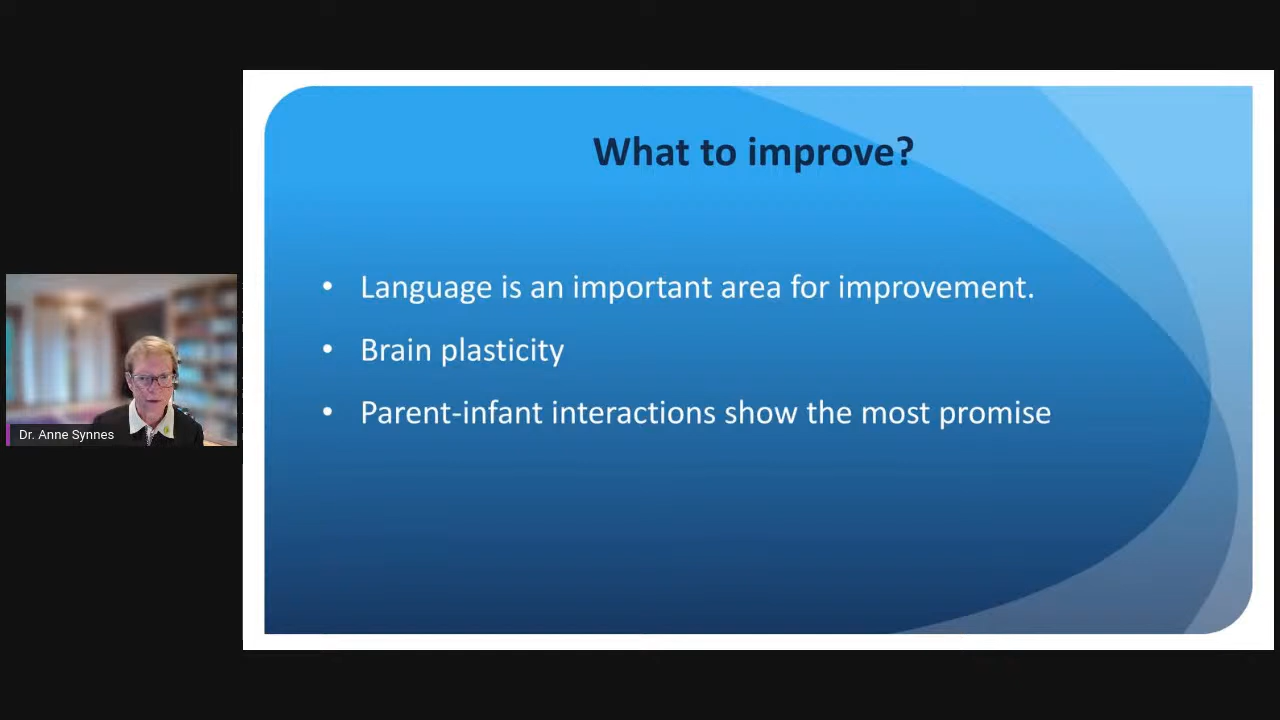 What to improve?
• Language is an important area for improvement.
• Brain plasticity
• Parent-infant interactions show the most promise
Dr. Anne Synnes